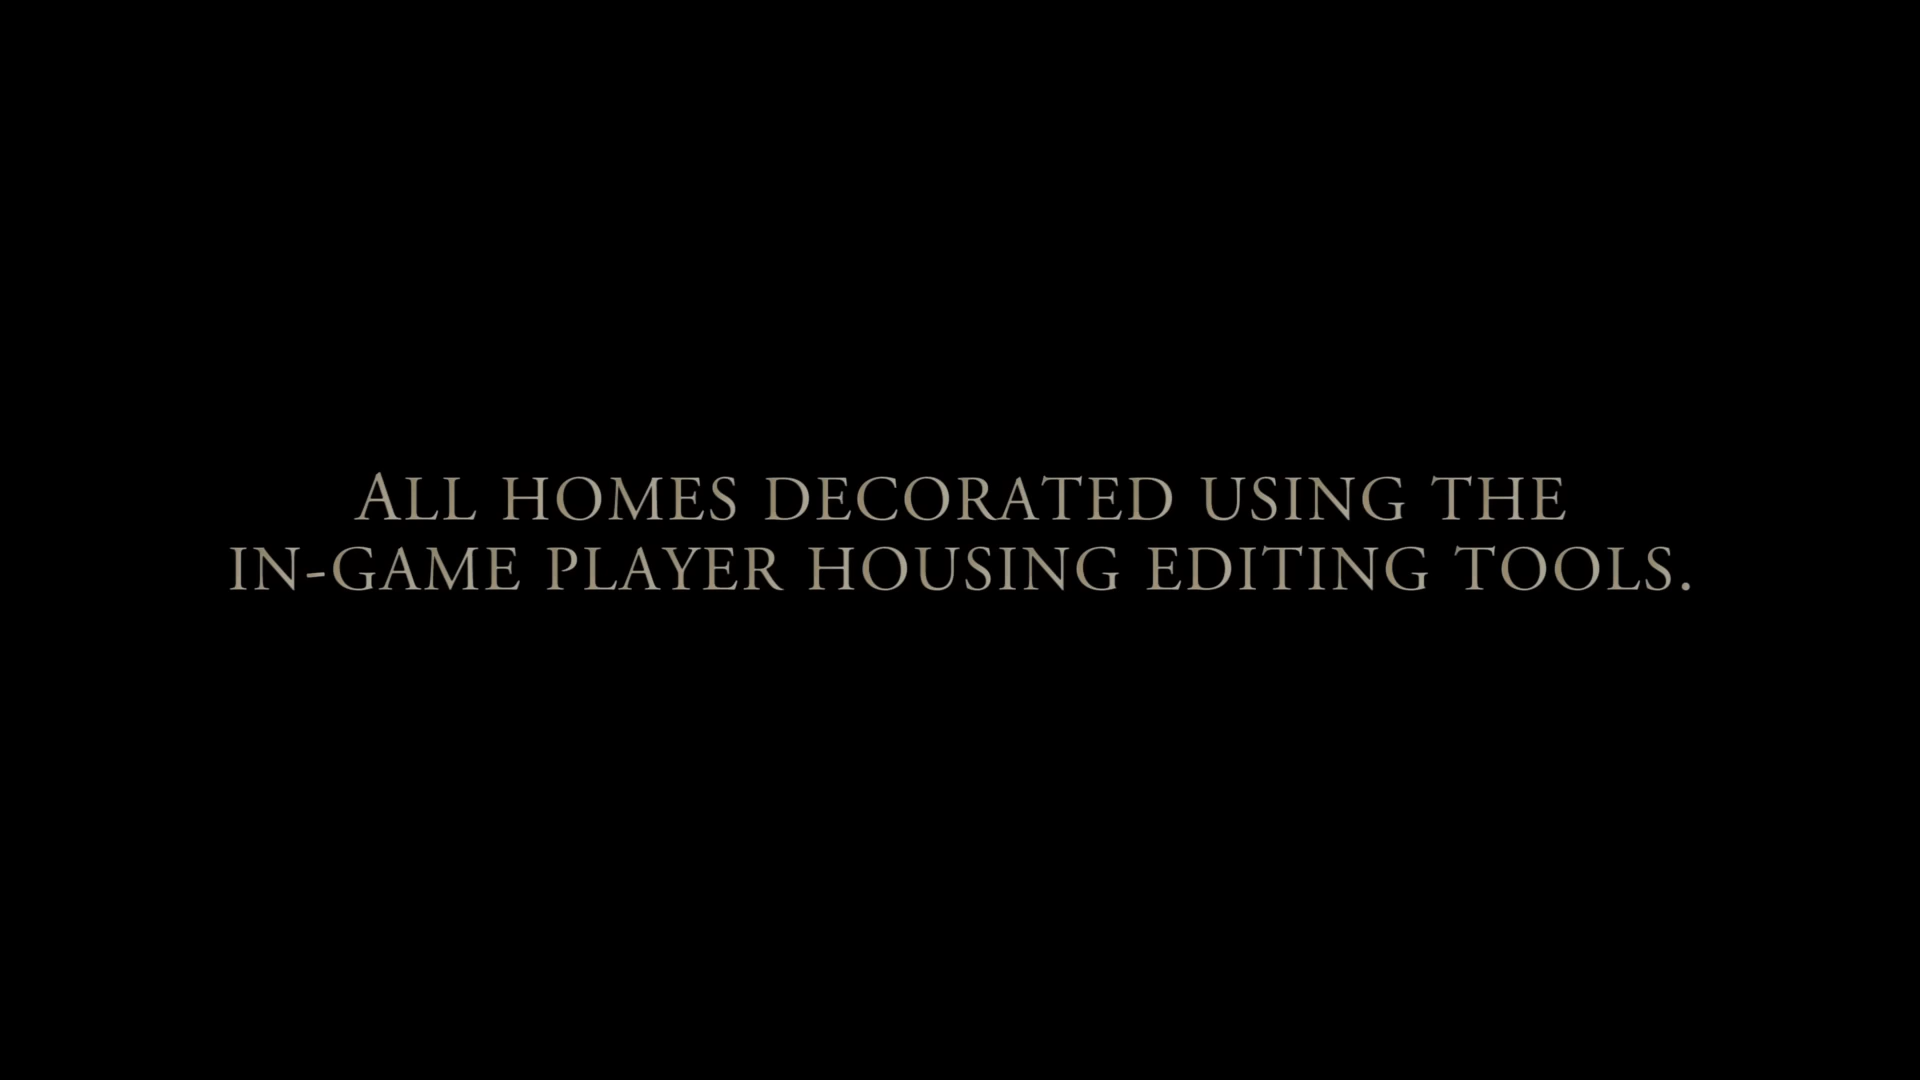 All homes decorated using the
in-game player housing editing tools.